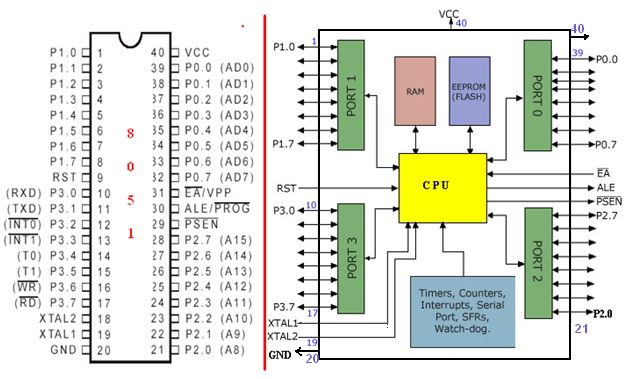 P1.0 1 40 VCC
P1.1 2 39 P0.0 (AD0)
P1.2 3 38 P0.1 (AD1)
P1.3 4 37 P0.2 (AD2)
P1.4 5 36 P0.3 (AD3)
P1.5 6 35 P0.4 (AD4)
P1.6 7 34 P0.5 (AD5)
P1.7 8 33 P0.6 (AD6)
RST 9 32 P0.7 (AD7)
(RXD) P3.0 10 31 EA/VPP
(TXD) P3.1 11 30 ALE/PROG
(INT0) P3.2 12 29 PSEN
(INT1) P3.3 13 28 P2.7 (A15)
(T0) P3.4 14 27 P2.6 (A14)
(T1) P3.5 15 26 P2.5 (A13)
(WR) P3.6 16 25 P2.4 (A12)
(RD) P3.7 17 24 P2.3 (A11)
XTAL2 18 23 P2.2 (A10)
XTAL1 19 22 P2.1 (A9)
GND 20 21 P2.0 (A8)
8
0
5
1
VCC
40
40
P1.0 1
39 P0.0
PORT 1
RAM
EEPROM
(FLASH)
PORT 0
P1.7
P0.7
CPU
EA
RST
ALE
PSEN
P3.0 10
P2.7
PORT 3
PORT 2
Timers, Counters,
Interrupts, Serial
Port, SFRs,
Watch-dog.
P3.7
17
P2.0
21
XTAL1
XTAL2
19
GND
20